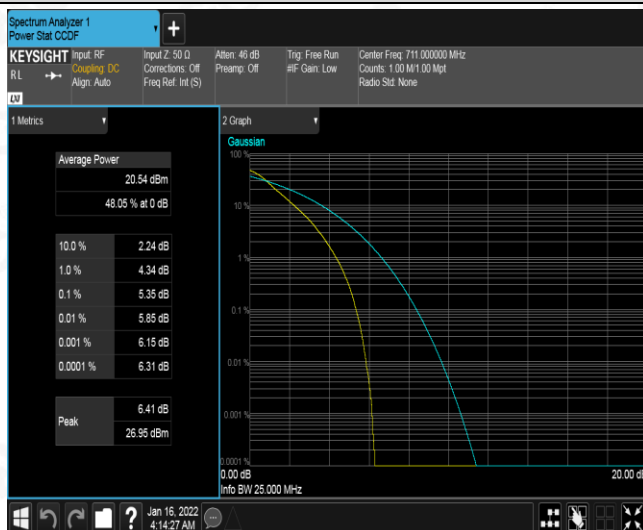 Spectrum Analyzer 1
Power Stat CCDF
+
KEYSIGHT
Input: RF
Coupling: DC
Align: Auto
RL
LXI
Input Z: 50 Ω
Corrections: Off
Freq Ref: Int (S)
Atten: 46 dB
Preamp: Off
Trig: Free Run
#IF Gain: Low
Center Freq: 711.000000 MHz
Counts: 1.00 M/1.00 Mpt
Radio Std: None
1 Metrics
Average Power
20.54 dBm
48.05 % at 0 dB
10.0 % 2.24 dB
1.0 % 4.34 dB
0.1 % 5.35 dB
0.01 % 5.85 dB
0.001 % 6.15 dB
0.0001 % 6.31 dB
Peak
6.41 dB
26.95 dBm
2 Graph
Gaussian
100 %
10 %
1 %
0.1 %
0.01 %
0.001 %
0.0001 %
0.00 dB
20.00 dB
Info BW 25.000 MHz
?
Jan 16, 2022
4:14:27 AM